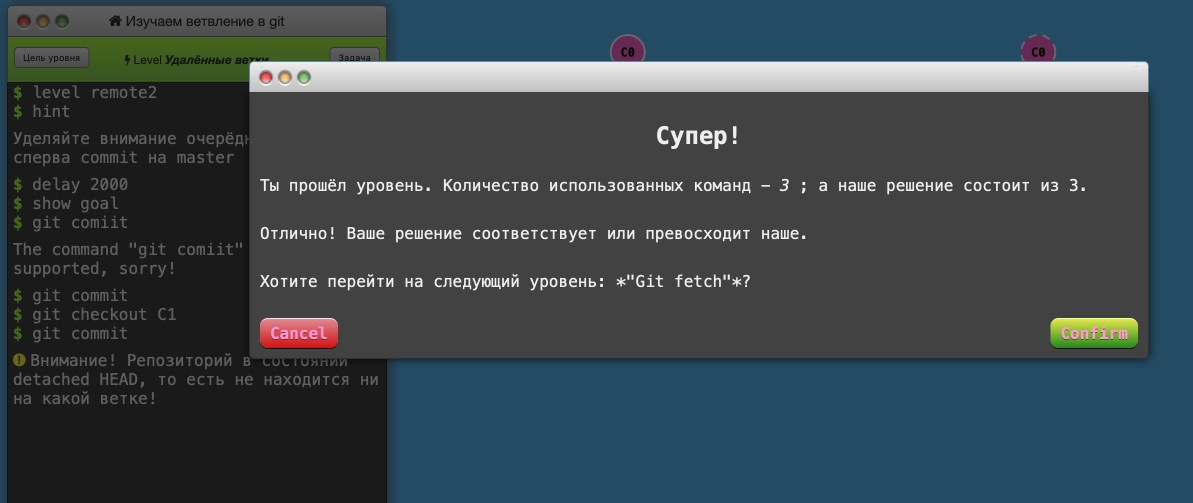 Изучаем ветвление в git
Цель уровня
Level Удалённые ветки
Задача
C0
C0
$ level remote2
$ hint
Уделяйте внимание
сперва commit на master
$ delay 2000
$ show goal
$ git comiit
The command "git comiit"
supported, sorry!
$ git commit
$ git checkout C1
$ git commit
Внимание! Репозиторий в состоянии
detached HEAD, то есть не находится ни
на какой ветке!
Супер!
Ты прошёл уровень. Количество использованных команд – 3 ; а наше решение состоит из 3.
Отлично! Ваше решение соответствует или превосходит наше.
Хотите перейти на следующий уровень: *"Git fetch"*?
Cancel
Confirm